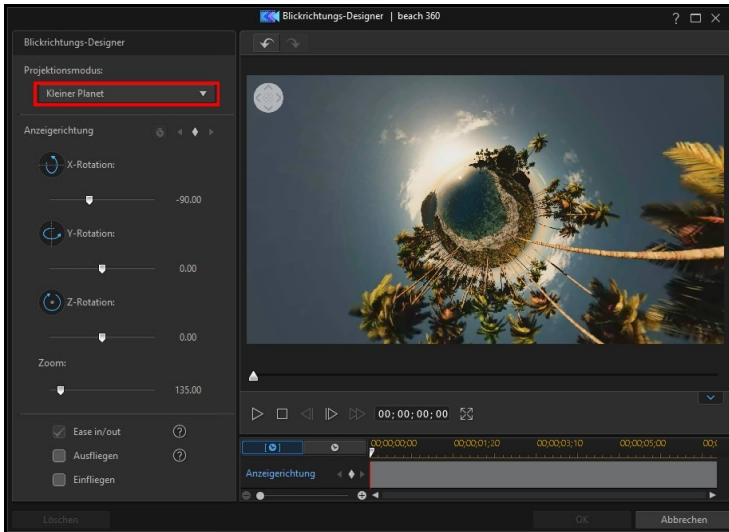 Blickrichtungs-Designer | beach 360
?
Blickrichtungs-Designer
Projektionsmodus:
Kleiner Planet
Anzeigerichtung
X-Rotation:
-90.00
Y-Rotation:
0.00
Z-Rotation:
0.00
Zoom:
135.00
Ease in/out ?
Ausfliegen ?
Einfliegen
00;00;00;00
00;00;00;00 00;00;01;20 00;00;03;10 00;00;05;00
Anzeigerichtung
Löschen
OK
Abbrechen